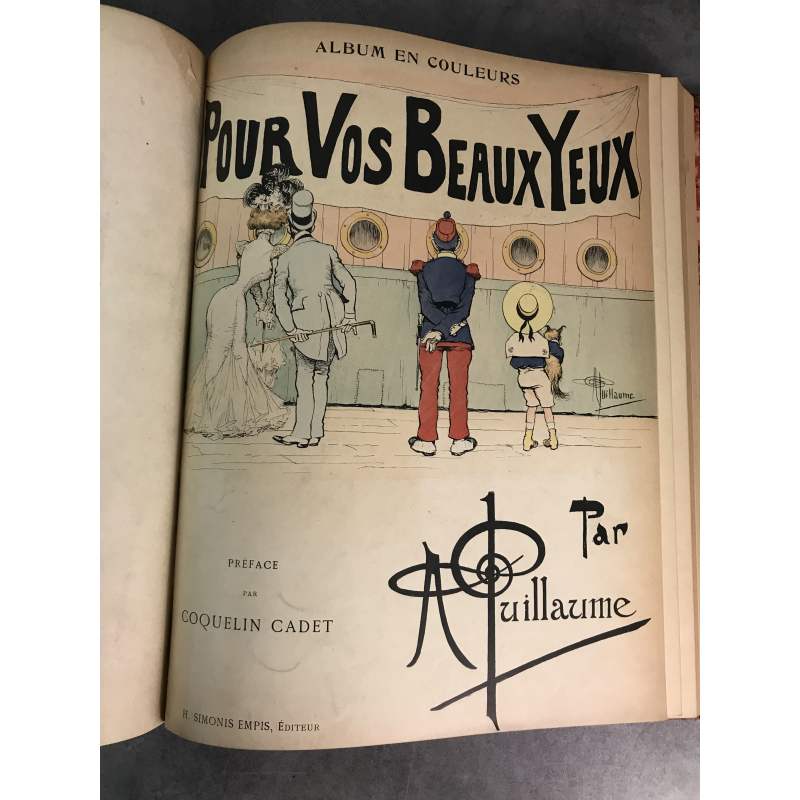 ALBUM EN COULEURS
POUR VOS BEAUX YEUX
AGuillaume
Par
AGuillaume
PRÉFACE
PAR
COQUELIN CADET
H. SIMONIS EMPIS, ÉDITEUR